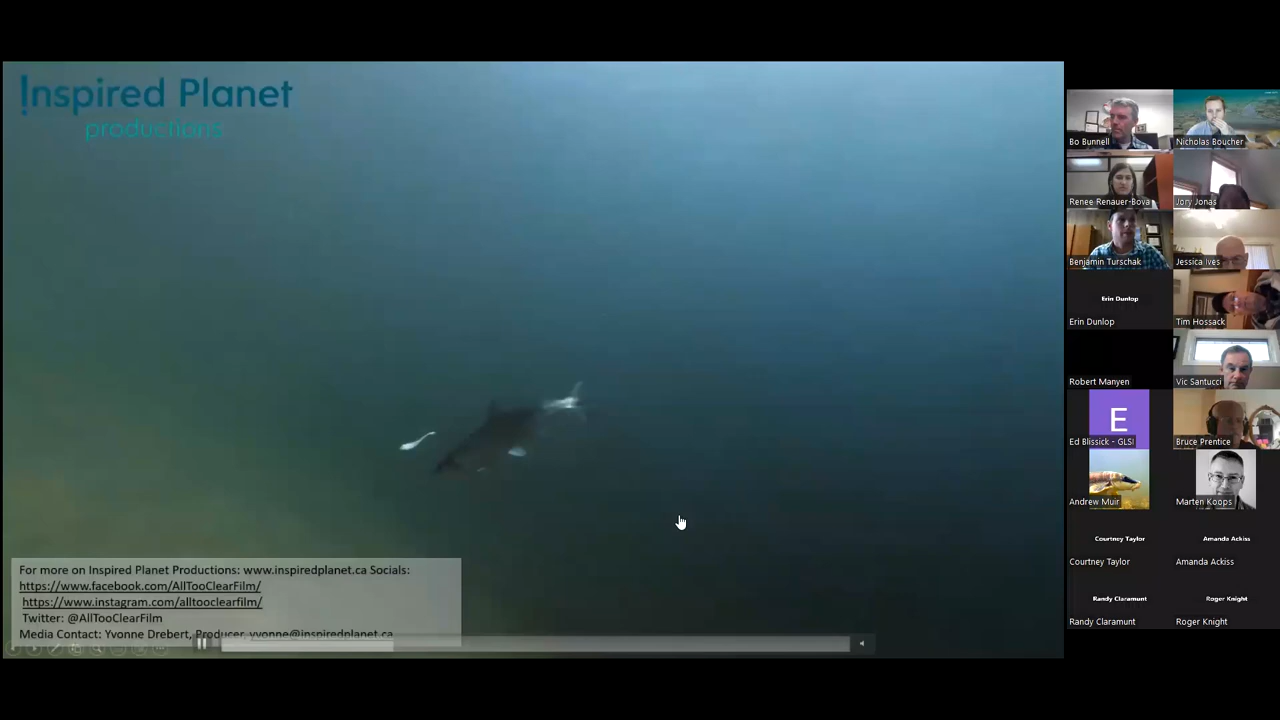 Inspired Planet
productions
For more on Inspired Planet Productions: www.inspiredplanet.ca Socials:
https://www.facebook.com/AllTooClearFilm/
https://www.instagram.com/alltooclearfilm/
Twitter: @AllTooClearFilm
Media Contact: Yvonne Drebert, Producer, yvonne@inspiredplanet.ca
Bo Bunnell
Nicholas Boucher
Renee Renauer-Bova
Jory Jonas
Benjamin Turschak
Jessica Ives
Erin Dunlop
Erin Dunlop
Tim Hossack
Robert Manyen
Vic Santucci
E
Ed Blissick - GLSI
Bruce Prentice
Andrew Muir
Marten Koops
Courtney Taylor
Amanda Ackiss
Courtney Taylor
Amanda Ackiss
Randy Claramunt
Roger Knight
Randy Claramunt
Roger Knight